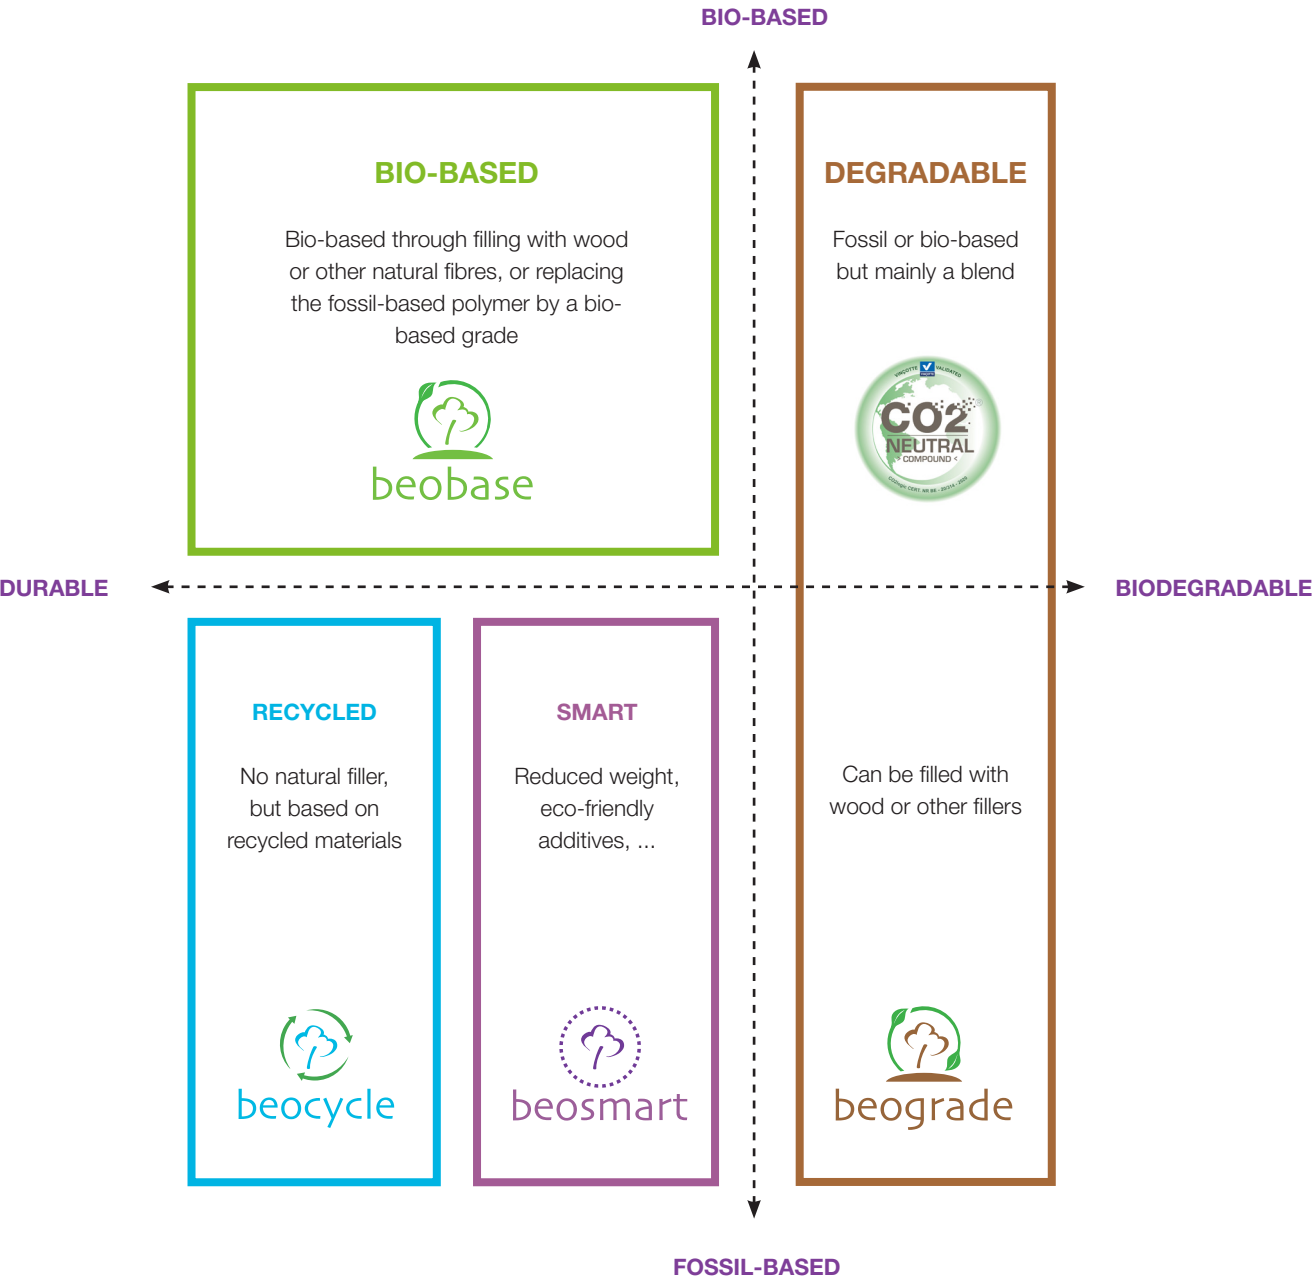 BIO-BASED
BIO-BASED
Bio-based through filling with wood
or other natural fibres, or replacing
the fossil-based polymer by a bio-
based grade
beobase
DEGRADABLE
Fossil or bio-based
but mainly a blend
VINÇOTTE VALIDATED
CO2
NEUTRAL
> COMPOUND <
DURABLE
BIODEGRADABLE
RECYCLED
No natural filler,
but based on
recycled materials
beocycle
SMART
Reduced weight,
eco-friendly
additives, ...
beosmart
Can be filled with
wood or other fillers
beograde
FOSSIL-BASED